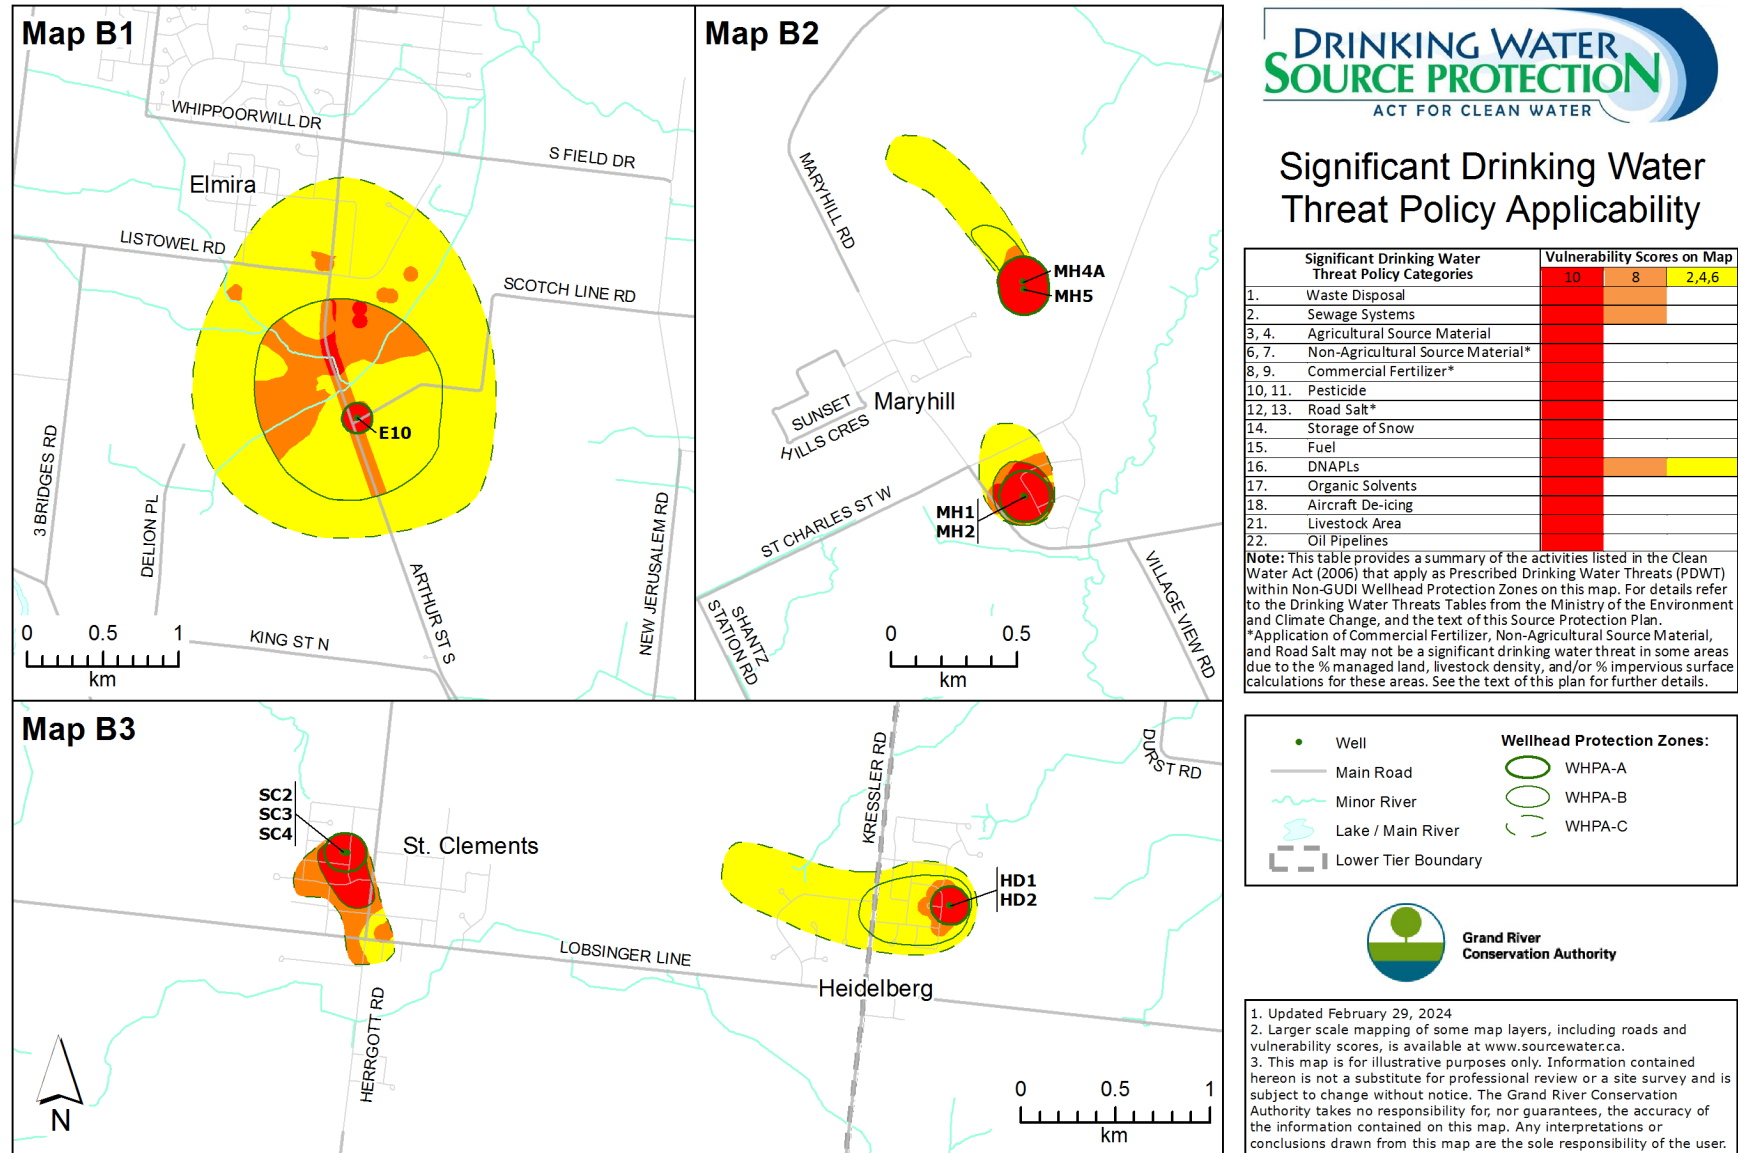 Map B1
WHIPPOORWILL DR
S FIELD DR
Elmira
LISTOWEL RD
SCOTCH LINE RD
E10
3 BRIDGES RD
DELION PL
ARTHUR ST S
NEW JERUSALEM RD
KING ST N
0 0.5 1
km
Map B2
MARYHILL RD
MH4A
MH5
Maryhill
SUNSET
HILLS CRES
MH1
MH2
ST CHARLES ST W
SHANTZ
STATION RD
VILLAGE VIEW RD
0 0.5
km
Map B3
SC2
SC3
SC4
St. Clements
KRESSLER RD
DURST RD
HD1
HD2
LOBSINGER LINE
Heidelberg
HERRGOTT RD
N
0 0.5 1
km
DRINKING WATER
SOURCE PROTECTION
ACT FOR CLEAN WATER
Significant Drinking Water
Threat Policy Applicability
Significant Drinking Water
Threat Policy Categories
Vulnerability Scores on Map
10 8 2,4,6
1. Waste Disposal
2. Sewage Systems
3, 4. Agricultural Source Material
6, 7. Non-Agricultural Source Material*
8, 9. Commercial Fertilizer*
10, 11. Pesticide
12, 13. Road Salt*
14. Storage of Snow
15. Fuel
16. DNAPLs
17. Organic Solvents
18. Aircraft De-icing
21. Livestock Area
22. Oil Pipelines
Note: This table provides a summary of the activities listed in the Clean
Water Act (2006) that apply as Prescribed Drinking Water Threats (PDWT)
within Non-GUDI Wellhead Protection Zones on this map. For details refer
to the Drinking Water Threats Tables from the Ministry of the Environment
and Climate Change, and the text of this Source Protection Plan.
*Application of Commercial Fertilizer, Non-Agricultural Source Material,
and Road Salt may not be a significant drinking water threat in some areas
due to the % managed land, livestock density, and/or % impervious surface
calculations for these areas. See the text of this plan for further details.
Well
Main Road
Minor River
Lake / Main River
Lower Tier Boundary
Wellhead Protection Zones:
WHPA-A
WHPA-B
WHPA-C
Grand River
Conservation Authority
1. Updated February 29, 2024
2. Larger scale mapping of some map layers, including roads and
vulnerability scores, is available at www.sourcewater.ca.
3. This map is for illustrative purposes only. Information contained
hereon is not a substitute for professional review or a site survey and is
subject to change without notice. The Grand River Conservation
Authority takes no responsibility for, nor guarantees, the accuracy of
the information contained on this map. Any interpretations or
conclusions drawn from this map are the sole responsibility of the user.